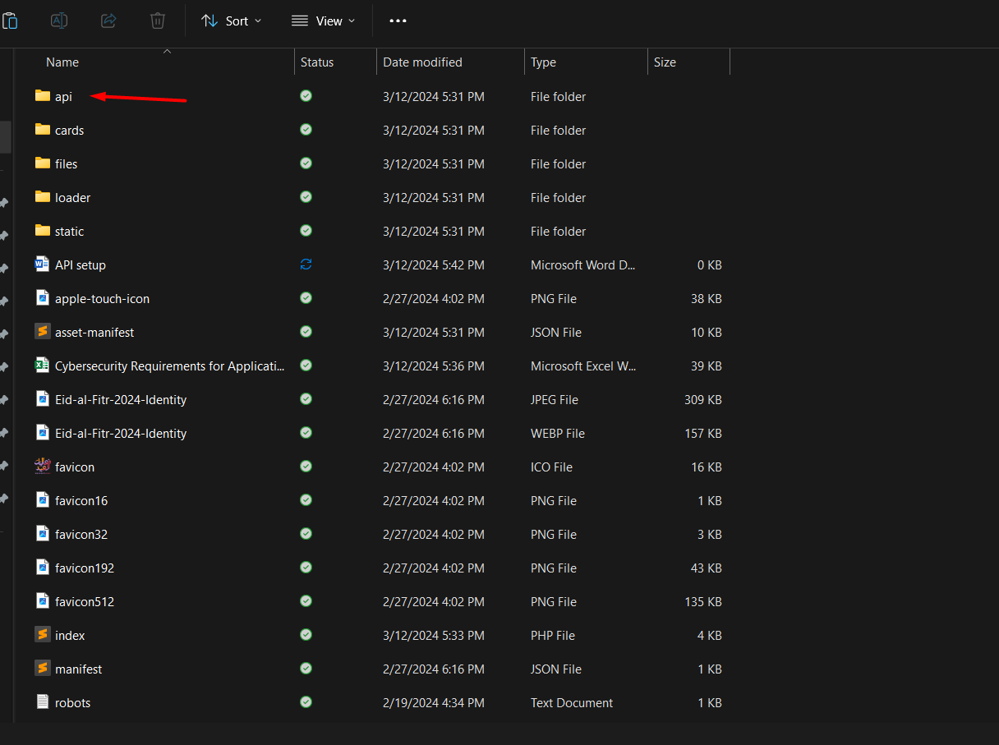 Sort View
Name Status Date modified Type Size
api 3/12/2024 5:31 PM File folder
cards 3/12/2024 5:31 PM File folder
files 3/12/2024 5:31 PM File folder
loader 3/12/2024 5:31 PM File folder
static 3/12/2024 5:31 PM File folder
API setup 3/12/2024 5:42 PM Microsoft Word D... 0 KB
apple-touch-icon 2/27/2024 4:02 PM PNG File 38 KB
asset-manifest 3/12/2024 5:31 PM JSON File 10 KB
Cybersecurity Requirements for Applicati... 3/12/2024 5:36 PM Microsoft Excel W... 39 KB
Eid-al-Fitr-2024-Identity 2/27/2024 6:16 PM JPEG File 309 KB
Eid-al-Fitr-2024-Identity 2/27/2024 6:16 PM WEBP File 157 KB
favicon 2/27/2024 4:02 PM ICO File 16 KB
favicon16 2/27/2024 4:02 PM PNG File 1 KB
favicon32 2/27/2024 4:02 PM PNG File 3 KB
favicon192 2/27/2024 4:02 PM PNG File 43 KB
favicon512 2/27/2024 4:02 PM PNG File 135 KB
index 3/12/2024 5:33 PM PHP File 4 KB
manifest 2/27/2024 6:16 PM JSON File 1 KB
robots 2/19/2024 4:34 PM Text Document 1 KB